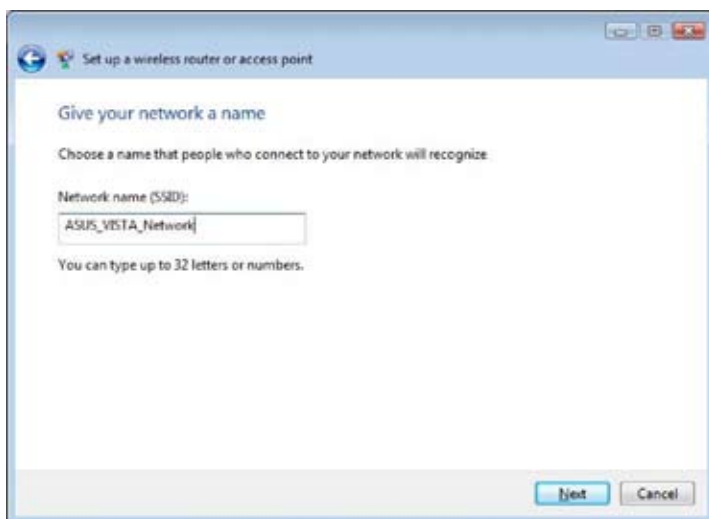 Set up a wireless router or access point
Give your network a name
Choose a name that people who connect to your network will recognize
Network name (SSID):
ASUS_VISTA_Network
You can type up to 32 letters or numbers.
Next Cancel